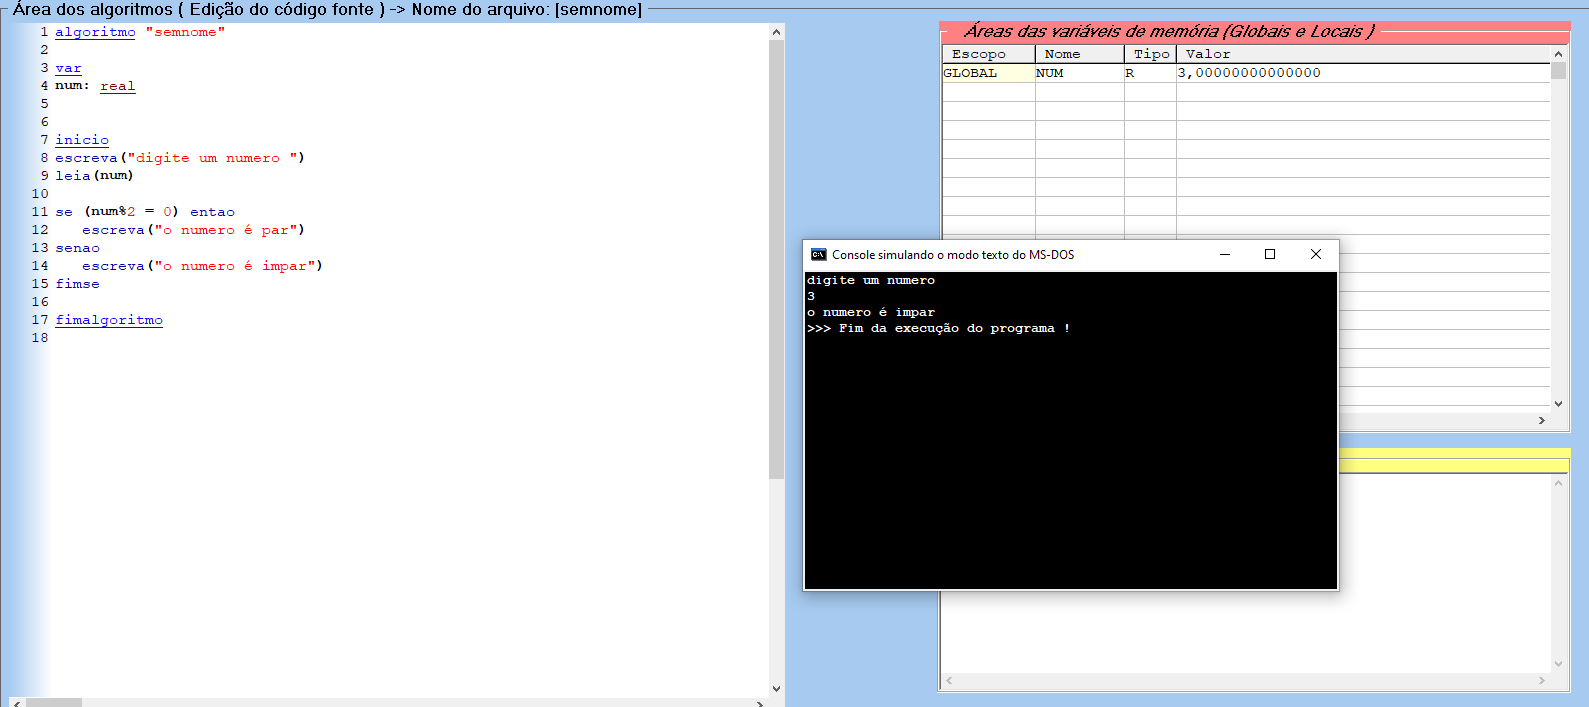 Área dos algoritmos ( Edição do código fonte ) -> Nome do arquivo: [semnome]
1 algoritmo "semnome"
2
3 var
4 num: real
5
6
7 inicio
8 escreva("digite um numero ")
9 leia(num)
10
11 se (num%2 = 0) entao
12 escreva("o numero é par")
13 senao
14 escreva("o numero é impar")
15 fimse
16
17 fimalgoritmo
18
Áreas das variáveis de memória (Globais e Locais )
Escopo Nome Tipo Valor
GLOBAL NUM R 3,00000000000000
Console simulando o modo texto do MS-DOS
digite um numero
3
o numero é impar
>>> Fim da execução do programa !